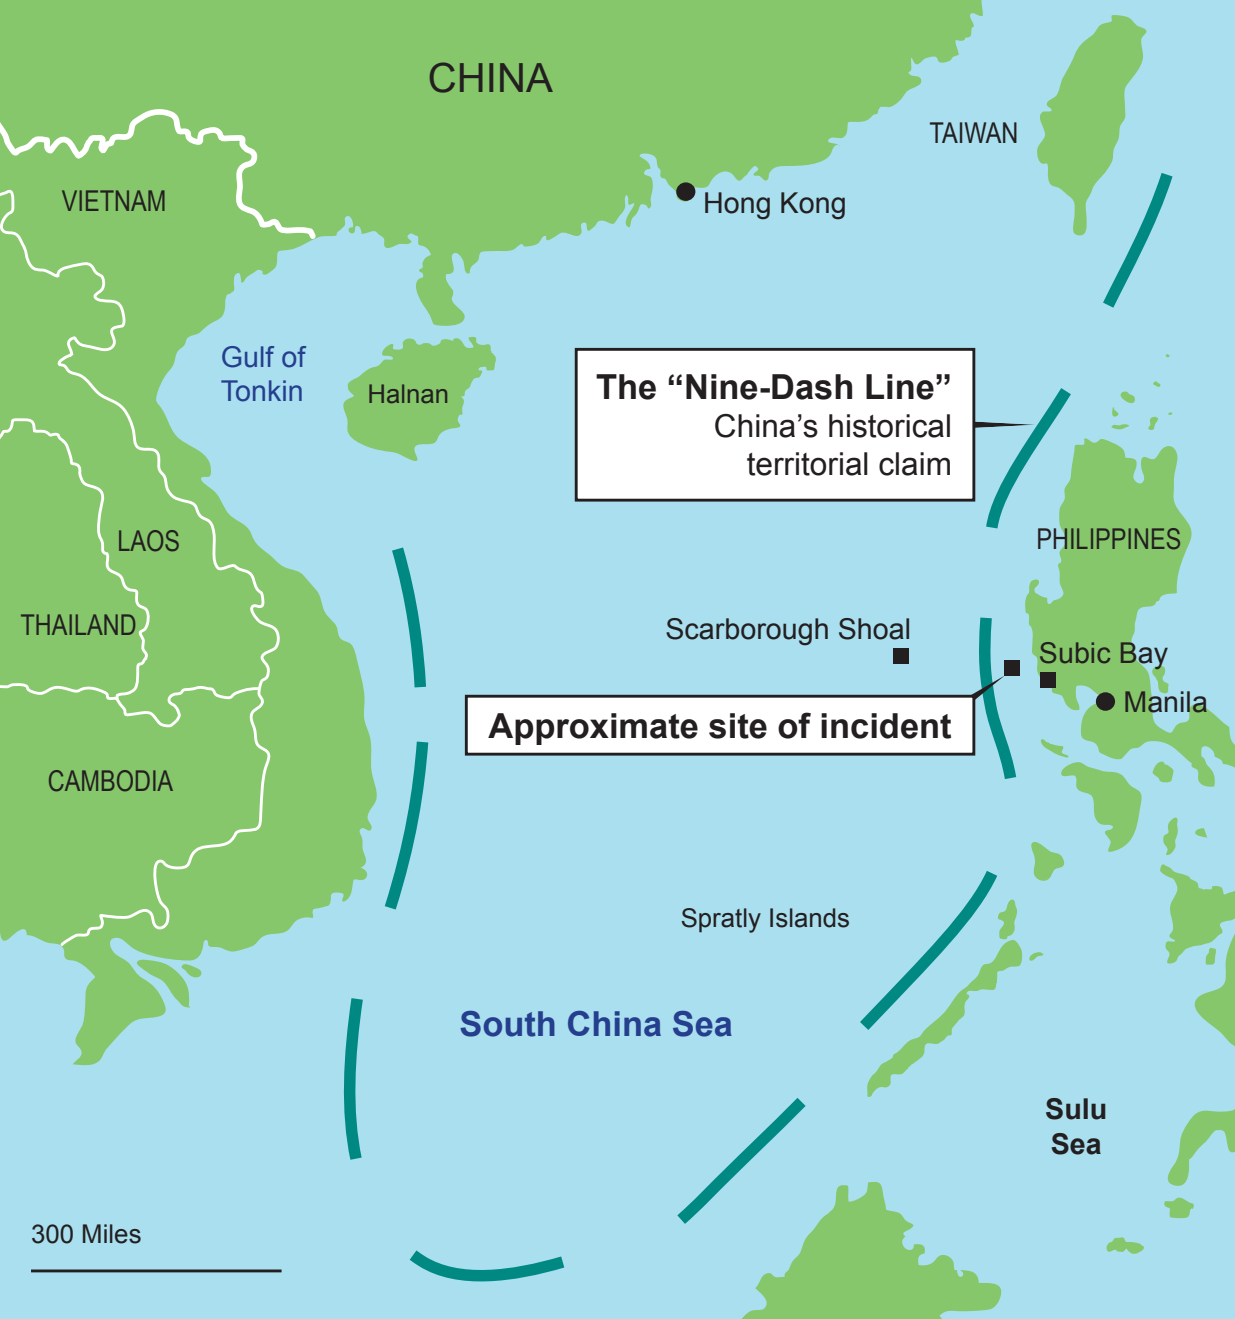 CHINA
TAIWAN
VIETNAM
Hong Kong
Gulf of
Tonkin
Halnan
The “Nine-Dash Line”
China’s historical
territorial claim
LAOS
PHILIPPINES
THAILAND
Scarborough Shoal
Subic Bay
Manila
Approximate site of incident
CAMBODIA
Spratly Islands
South China Sea
Sulu
Sea
300 Miles